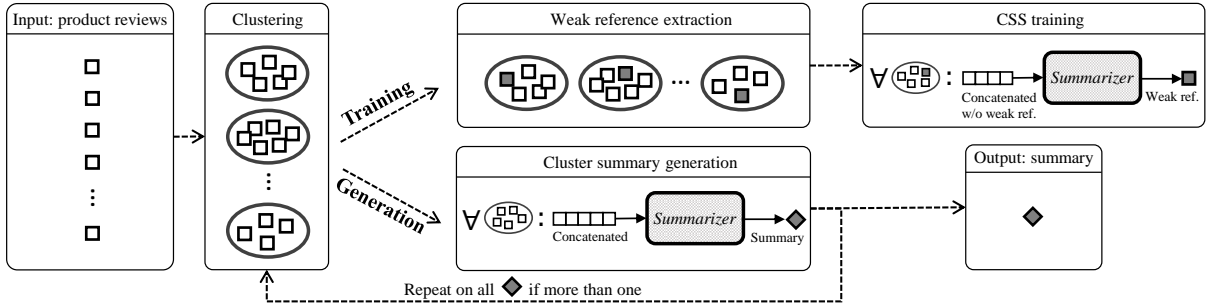 Input: product reviews
Clustering
Training
Generation
Weak reference extraction
CSS training
∀ : Summarizer
Concatenated
w/o weak ref.
Weak ref.
Cluster summary generation
∀ : Summarizer
Concatenated
Summary
Output: summary
Repeat on all if more than one